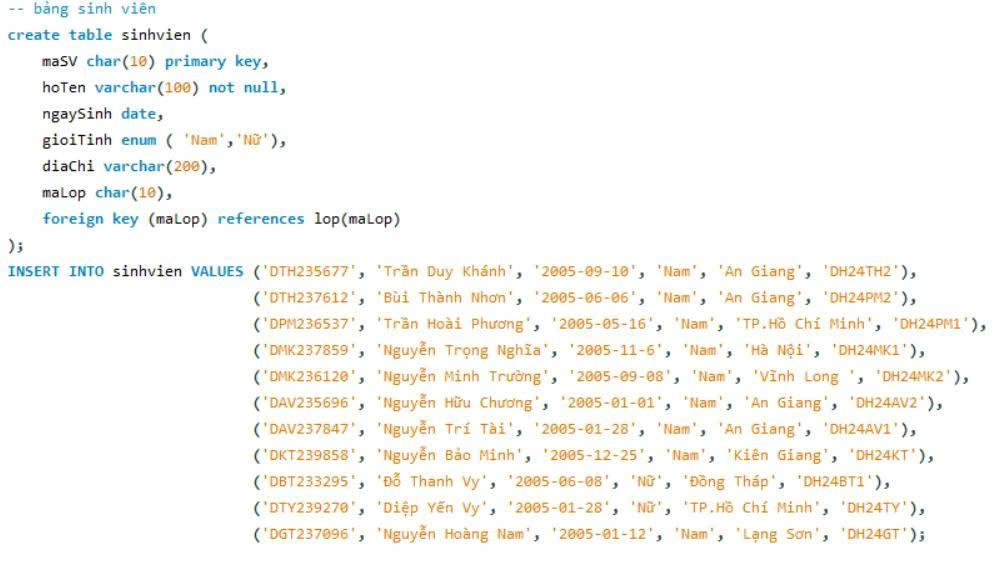 -- bảng sinh viên
create table sinhvien (
maSV char(10) primary key,
hoTen varchar(100) not null,
ngaySinh date,
gioiTinh enum ( 'Nam','Nữ'),
diaChi varchar(200),
maLop char(10),
foreign key (maLop) references lop(maLop)
);
INSERT INTO sinhvien VALUES ('DTH235677', 'Trần Duy Khánh', '2005-09-10', 'Nam', 'An Giang', 'DH24TH2'),
('DTH237612', 'Bùi Thành Nhơn', '2005-06-06', 'Nam', 'An Giang', 'DH24PM2'),
('DPM236537', 'Trần Hoài Phương', '2005-05-16', 'Nam', 'TP.Hồ Chí Minh', 'DH24PM1'),
('DMK237859', 'Nguyễn Trọng Nghĩa', '2005-11-6', 'Nam', 'Hà Nội', 'DH24MK1'),
('DMK236120', 'Nguyễn Minh Trường', '2005-09-08', 'Nam', 'Vĩnh Long ', 'DH24MK2'),
('DAV235696', 'Nguyễn Hữu Chương', '2005-01-01', 'Nam', 'An Giang', 'DH24AV2'),
('DAV237847', 'Nguyễn Trí Tài', '2005-01-28', 'Nam', 'An Giang', 'DH24AV1'),
('DKT239858', 'Nguyễn Bảo Minh', '2005-12-25', 'Nam', 'Kiên Giang', 'DH24KT'),
('DBT233295', 'Đỗ Thanh Vy', '2005-06-08', 'Nữ', 'Đồng Tháp', 'DH24BT1'),
('DTY239270', 'Diệp Yến Vy', '2005-01-28', 'Nữ', 'TP.Hồ Chí Minh', 'DH24TY'),
('DGT237096', 'Nguyễn Hoàng Nam', '2005-01-12', 'Nam', 'Lạng Sơn', 'DH24GT');